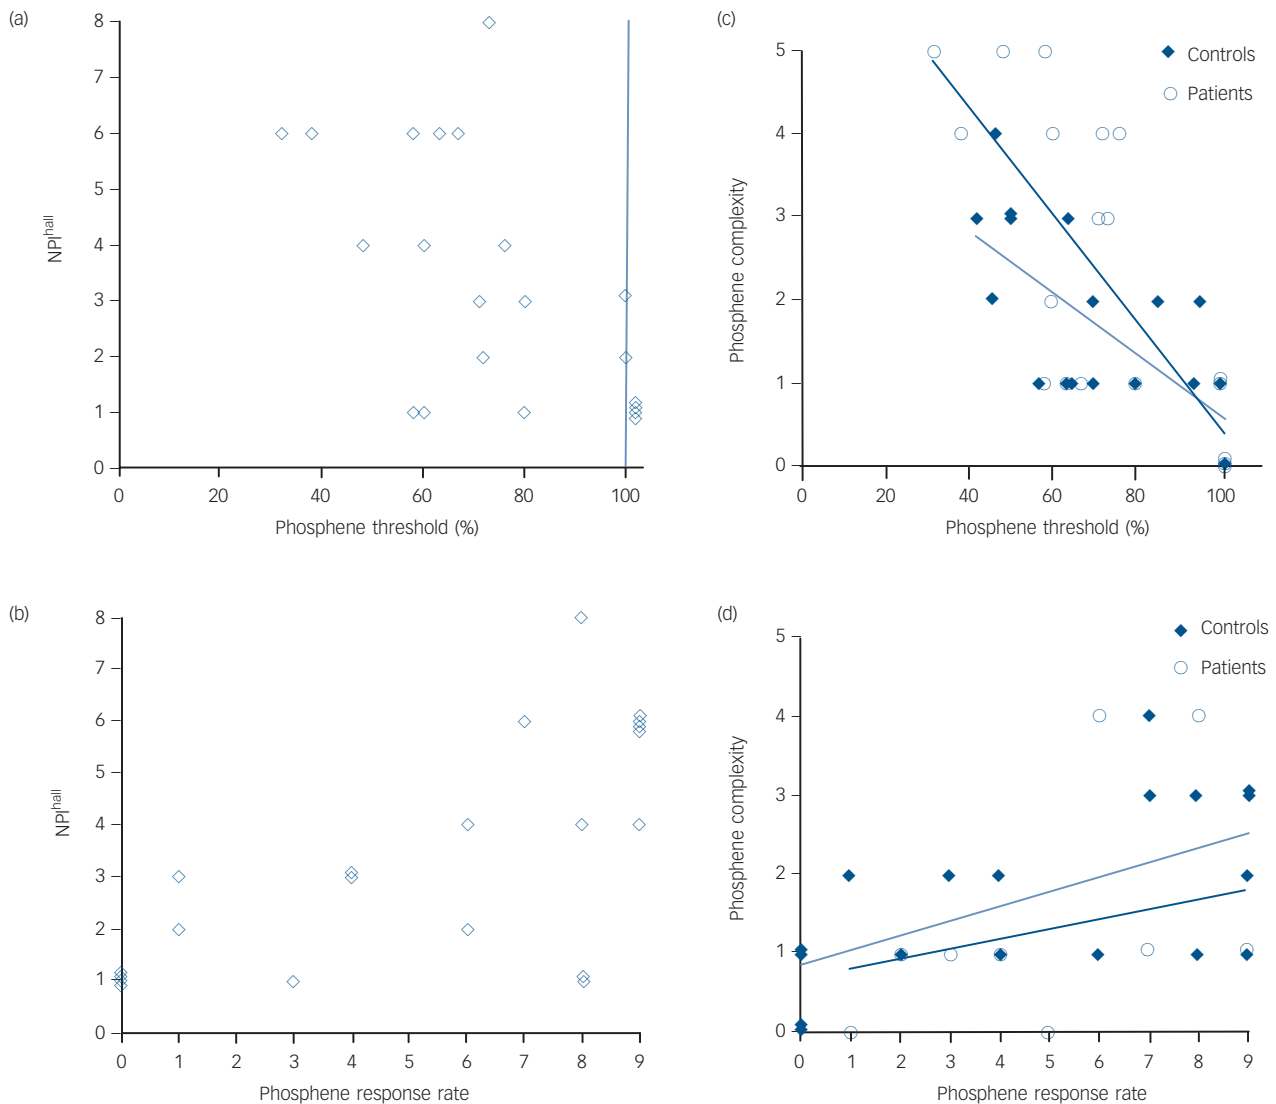 (a)
8
7
6
5
4
3
2
1
0
NPI^hall
0 20 40 60 80 100
Phosphene threshold (%)
(c)
5
4
3
2
1
0
Phosphene complexity
Controls
Patients
0 20 40 60 80 100
Phosphene threshold (%)
(b)
8
7
6
5
4
3
2
1
0
NPI^hall
0 1 2 3 4 5 6 7 8 9
Phosphene response rate
(d)
5
4
3
2
1
0
Phosphene complexity
Controls
Patients
0 1 2 3 4 5 6 7 8 9
Phosphene response rate